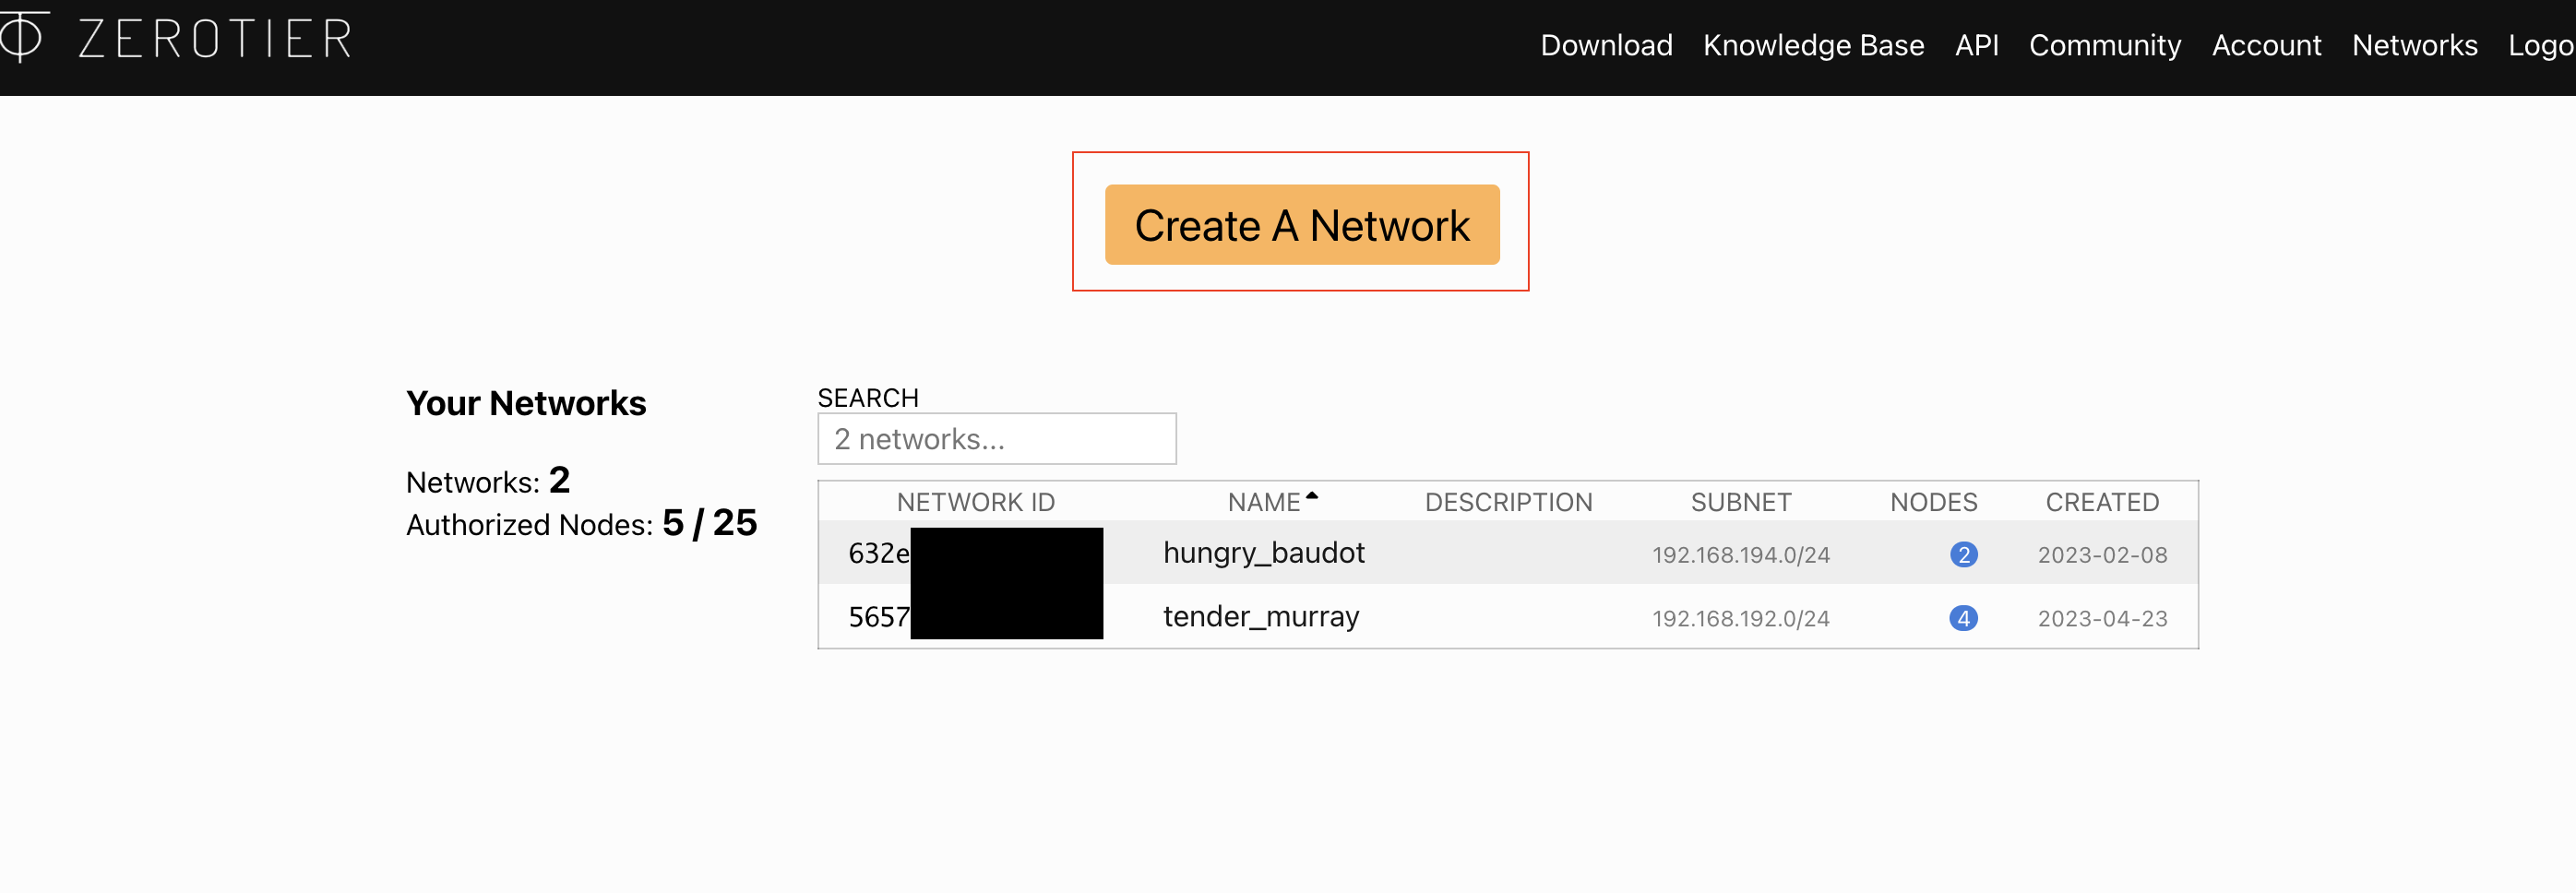 ZEROTIER
Download Knowledge Base API Community Account Networks Logo
Create A Network
Your Networks
Networks: 2
Authorized Nodes: 5 / 25
SEARCH
2 networks...
NETWORK ID NAME DESCRIPTION SUBNET NODES CREATED
632e hungry_baudot 192.168.194.0/24 2 2023-02-08
5657 tender_murray 192.168.192.0/24 4 2023-04-23